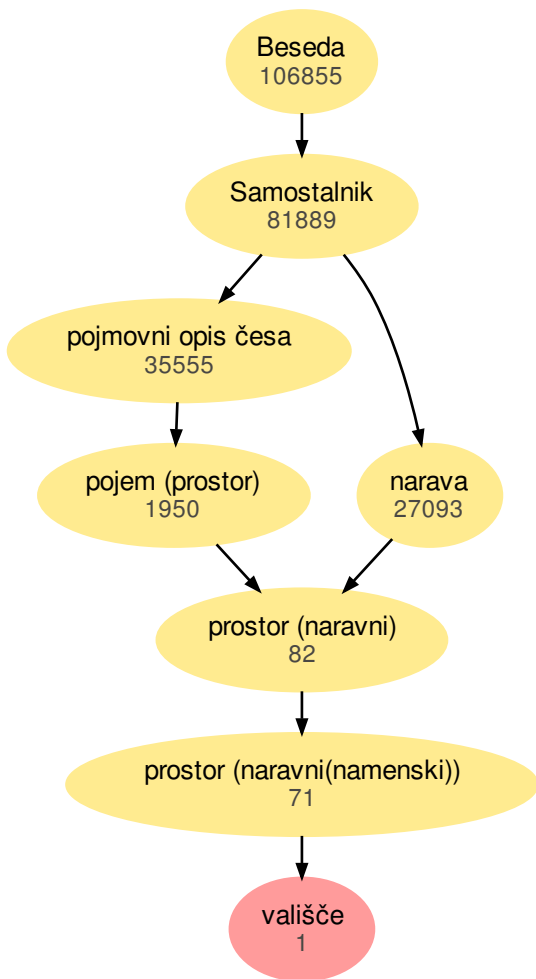 Beseda
106855
Samostalnik
81889
pojmovni opis česa
35555
pojem (prostor)
1950
narava
27093
prostor (naravni)
82
prostor (naravni(namenski))
71
vališče
1